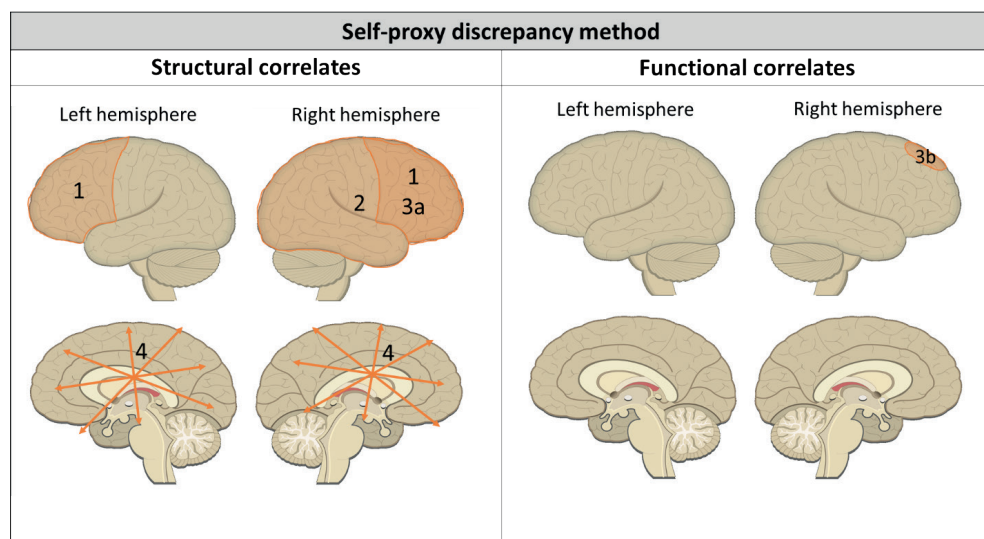 Self-proxy discrepancy method
Structural correlates
Functional correlates
Left hemisphere
Right hemisphere
Left hemisphere
Right hemisphere
1
2
1
3a
3b
4
4